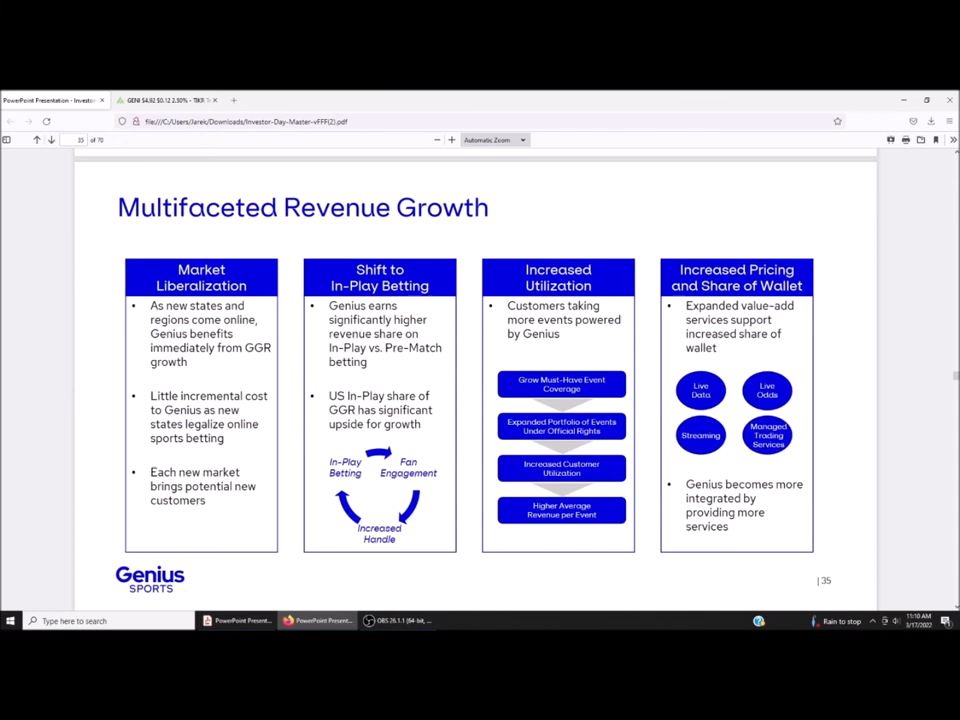 PowerPoint Presentation - Investor-
GENI $4.92 $0.12 2.50% - TIKR T
file:///C:/Users/Jarek/Downloads/Investor-Day-Master-vFFF(2).pdf
35 of 70
Automatic Zoom
Multifaceted Revenue Growth
Market
Liberalization
• As new states and
regions come online,
Genius benefits
immediately from GGR
growth
• Little incremental cost
to Genius as new
states legalize online
sports betting
• Each new market
brings potential new
customers
Shift to
In-Play Betting
• Genius earns
significantly higher
revenue share on
In-Play vs. Pre-Match
betting
• US In-Play share of
GGR has significant
upside for growth
In-Play
Betting
Fan
Engagement
Increased
Handle
Increased
Utilization
• Customers taking
more events powered
by Genius
Grow Must-Have Event
Coverage
Expanded Portfolio of Events
Under Official Rights
Increased Customer
Utilization
Higher Average
Revenue per Event
Increased Pricing
and Share of Wallet
• Expanded value-add
services support
increased share of
wallet
Live
Data
Live
Odds
Streaming
Managed
Trading
Services
• Genius becomes more
integrated by
providing more
services
Genius
SPORTS
| 35
Type here to search
PowerPoint Present...
PowerPoint Present...
OBS 26.1.1 (64-bit, ...
Rain to stop
11:10 AM
3/17/2022